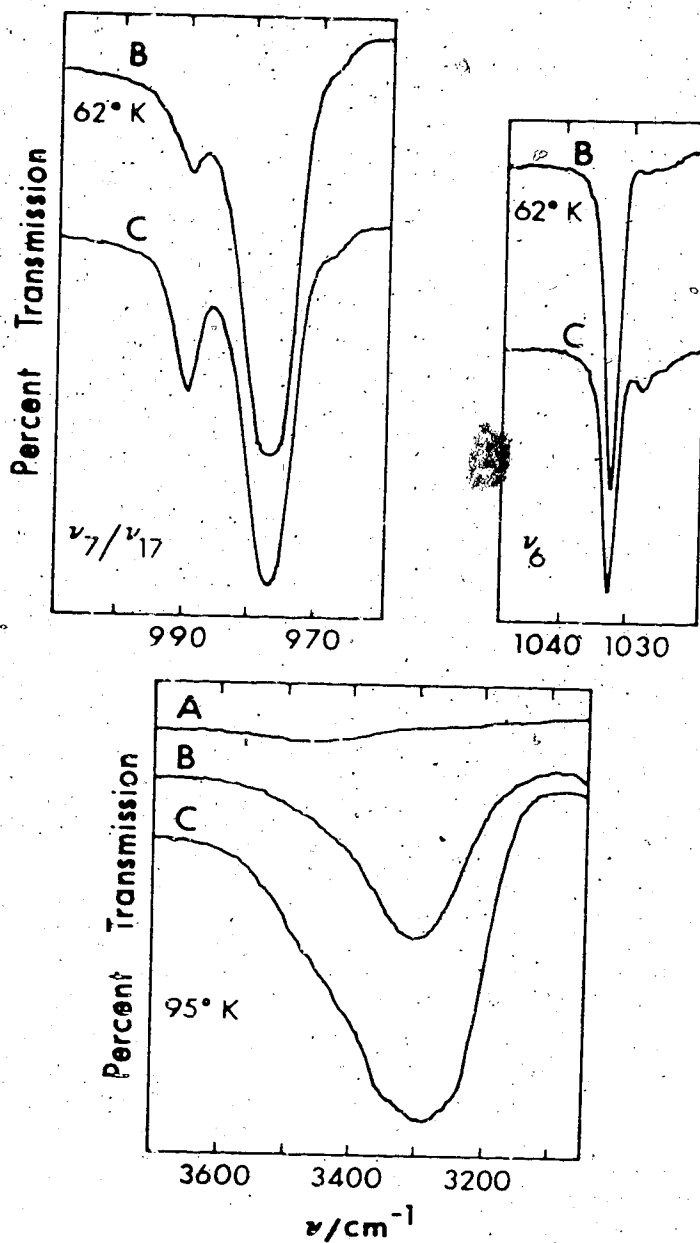 B
62° K
C
Percent Transmission
ν7/ν17
990 970
B
62° K
C
ν6
1040 1030
A
B
C
Percent Transmission
95° K
3600 3400 3200
ν/cm-1